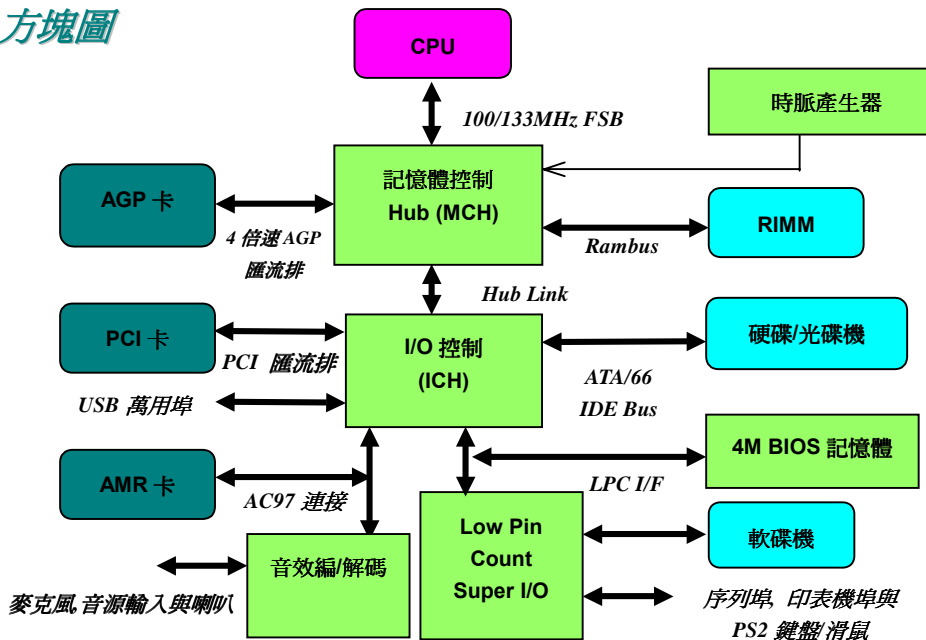 方塊圖
CPU
100/133MHz FSB
時脈產生器
記憶體控制
Hub (MCH)
AGP 卡
4 倍速 AGP
匯流排
RIMM
Rambus
Hub Link
PCI 卡
PCI 匯流排
I/O 控制
(ICH)
硬碟/光碟機
ATA/66
IDE Bus
USB 萬用埠
4M BIOS 記憶體
LPC I/F
AMR 卡
AC97 連接
Low Pin
Count
Super I/O
軟碟機
音效編/解碼
麥克風,音源輸入與喇叭
序列埠, 印表機埠與
PS2 鍵盤/滑鼠